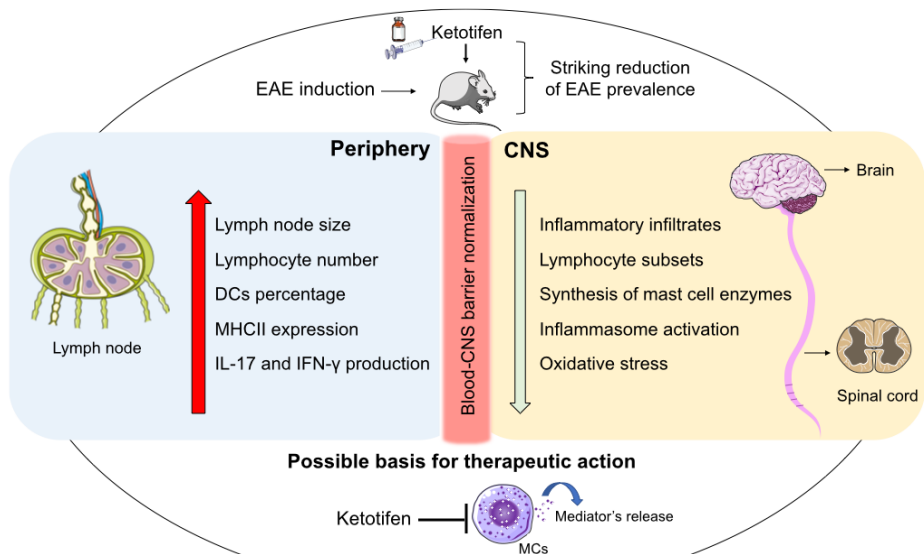 Ketotifen
EAE induction
Striking reduction
of EAE prevalence
Periphery
CNS
Lymph node size
Lymphocyte number
DCs percentage
MHCII expression
IL-17 and IFN-γ production
Lymph node
Blood-CNS barrier normalization
Inflammatory infiltrates
Lymphocyte subsets
Synthesis of mast cell enzymes
Inflammasome activation
Oxidative stress
Brain
Spinal cord
Possible basis for therapeutic action
Ketotifen
Mediator's release
MCs